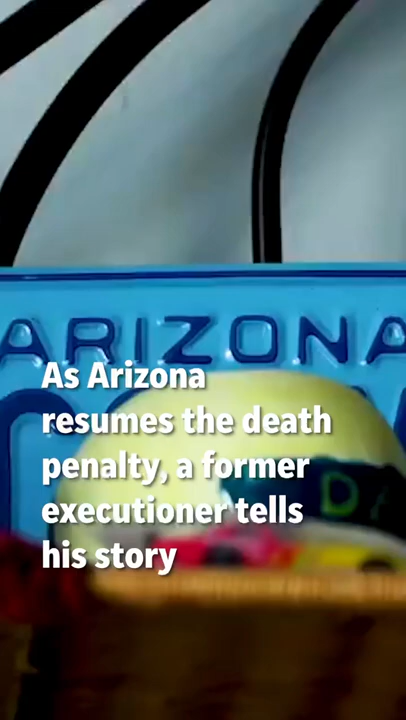 ARIZONA
As Arizona
resumes the death
penalty, a former
executioner tells
his story